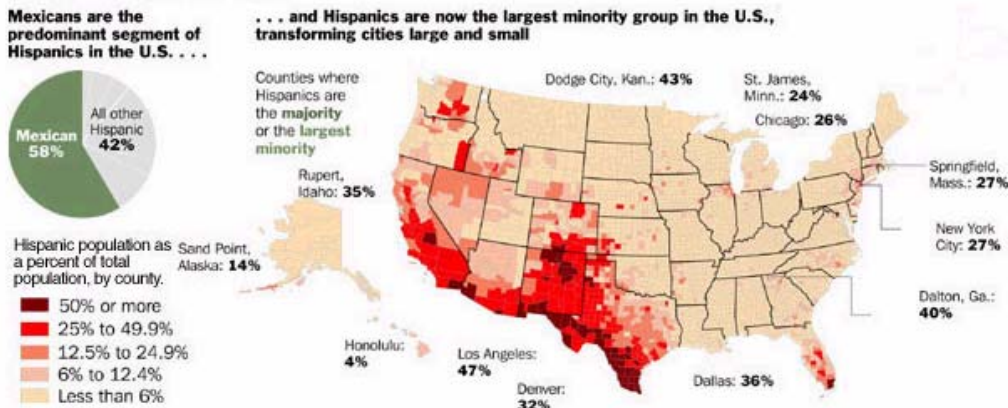 Mexicans are the
predominant segment of
Hispanics in the U.S. . . .
Mexican
58%
All other
Hispanic
42%
. . . and Hispanics are now the largest minority group in the U.S.,
transforming cities large and small
Counties where
Hispanics are
the majority
or the largest
minority
Dodge City, Kan.: 43%
St. James,
Minn.: 24%
Chicago: 26%
Springfield,
Mass.: 27%
New York
City: 27%
Dalton, Ga.:
40%
Rupert,
Idaho: 35%
Sand Point,
Alaska: 14%
Honolulu:
4%
Los Angeles:
47%
Denver:
32%
Dallas: 36%
Hispanic population as
a percent of total
population, by county.
50% or more
25% to 49.9%
12.5% to 24.9%
6% to 12.4%
Less than 6%